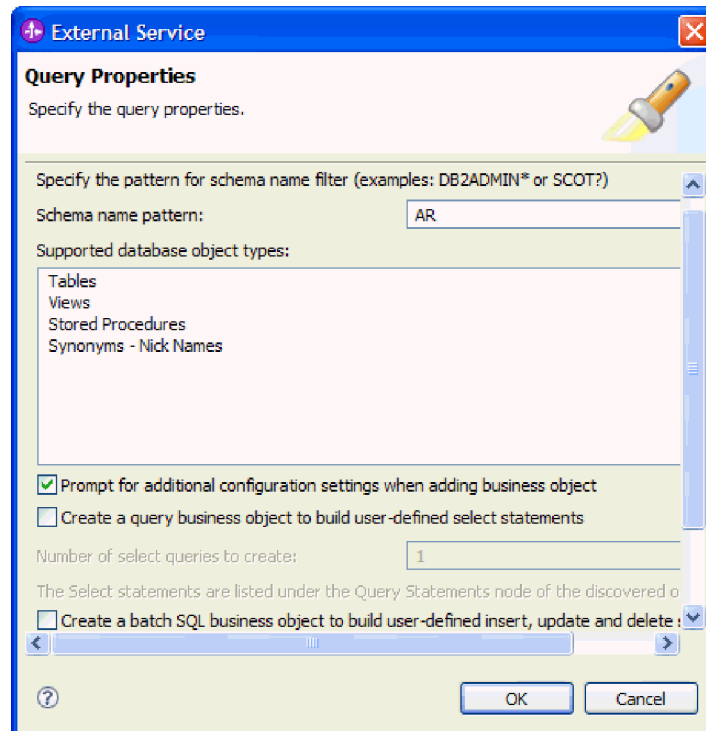 External Service
Query Properties
Specify the query properties.
Specify the pattern for schema name filter (examples: DB2ADMIN* or SCOT?)
Schema name pattern:
AR
Supported database object types:
Tables
Views
Stored Procedures
Synonyms - Nick Names
Prompt for additional configuration settings when adding business object
Create a query business object to build user-defined select statements
Number of select queries to create:
1
The Select statements are listed under the Query Statements node of the discovered o
Create a batch SQL business object to build user-defined insert, update and delete s
?
OK
Cancel